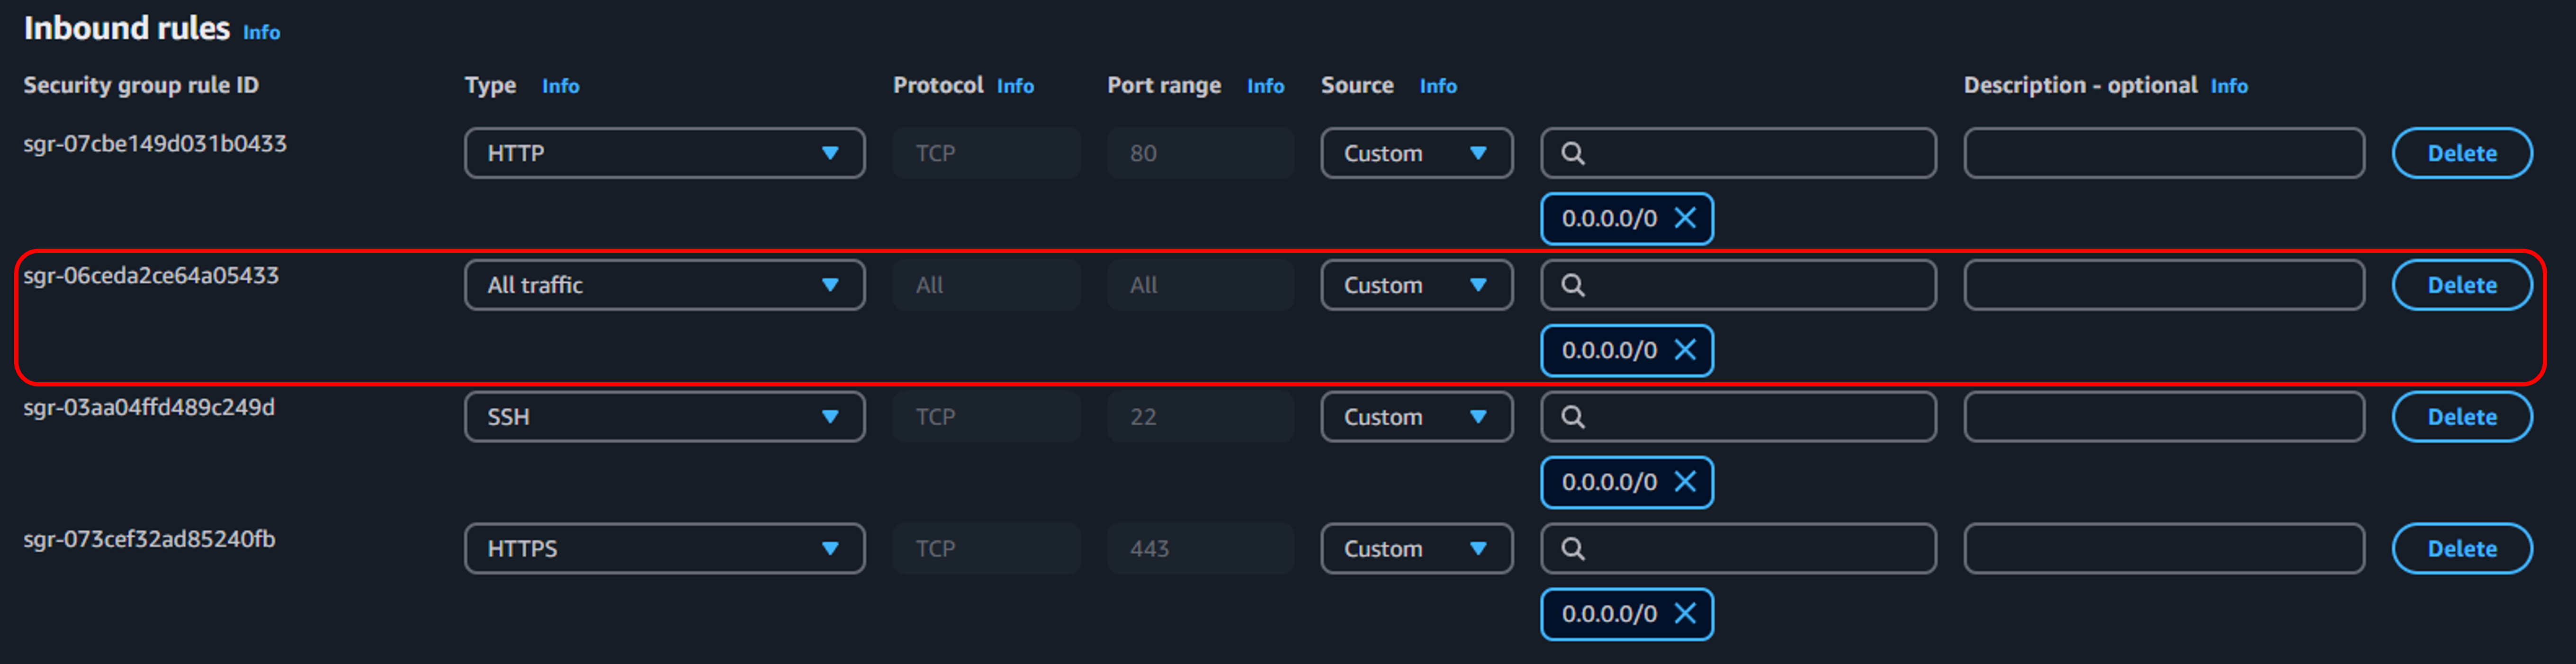 Inbound rules Info
Security group rule ID Type Info Protocol Info Port range Info Source Info Description - optional Info
sgr-07cbe149d031b0433 HTTP TCP 80 Custom Delete
0.0.0.0/0
sgr-06ceda2ce64a05433 All traffic All All Custom Delete
0.0.0.0/0
sgr-03aa04ffd489c249d SSH TCP 22 Custom Delete
0.0.0.0/0
sgr-073cef32ad85240fb HTTPS TCP 443 Custom Delete
0.0.0.0/0